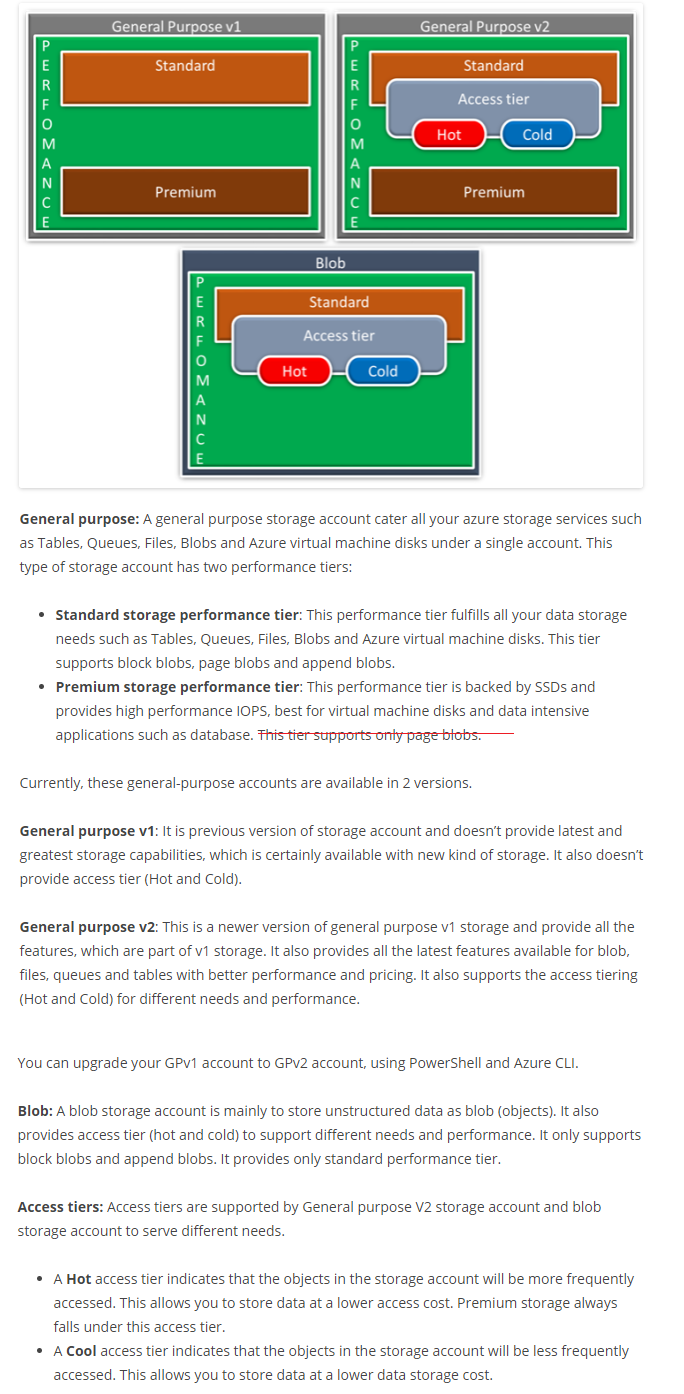 General Purpose v1
PERFOMANCE
Standard
Premium
General Purpose v2
PERFOMANCE
Standard
Access tier
Hot
Cold
Premium
Blob
PERFOMANCE
Standard
Access tier
Hot
Cold
General purpose: A general purpose storage account cater all your azure storage services such
as Tables, Queues, Files, Blobs and Azure virtual machine disks under a single account. This
type of storage account has two performance tiers:
• Standard storage performance tier: This performance tier fulfills all your data storage
needs such as Tables, Queues, Files, Blobs and Azure virtual machine disks. This tier
supports block blobs, page blobs and append blobs.
• Premium storage performance tier: This performance tier is backed by SSDs and
provides high performance IOPS, best for virtual machine disks and data intensive
applications such as database. This tier supports only page blobs.
Currently, these general-purpose accounts are available in 2 versions.
General purpose v1: It is previous version of storage account and doesn’t provide latest and
greatest storage capabilities, which is certainly available with new kind of storage. It also doesn’t
provide access tier (Hot and Cold).
General purpose v2: This is a newer version of general purpose v1 storage and provide all the
features, which are part of v1 storage. It also provides all the latest features available for blob,
files, queues and tables with better performance and pricing. It also supports the access tiering
(Hot and Cold) for different needs and performance.
You can upgrade your GPv1 account to GPv2 account, using PowerShell and Azure CLI.
Blob: A blob storage account is mainly to store unstructured data as blob (objects). It also
provides access tier (hot and cold) to support different needs and performance. It only supports
block blobs and append blobs. It provides only standard performance tier.
Access tiers: Access tiers are supported by General purpose V2 storage account and blob
storage account to serve different needs.
• A Hot access tier indicates that the objects in the storage account will be more frequently
accessed. This allows you to store data at a lower access cost. Premium storage always
falls under this access tier.
• A Cool access tier indicates that the objects in the storage account will be less frequently
accessed. This allows you to store data at a lower data storage cost.